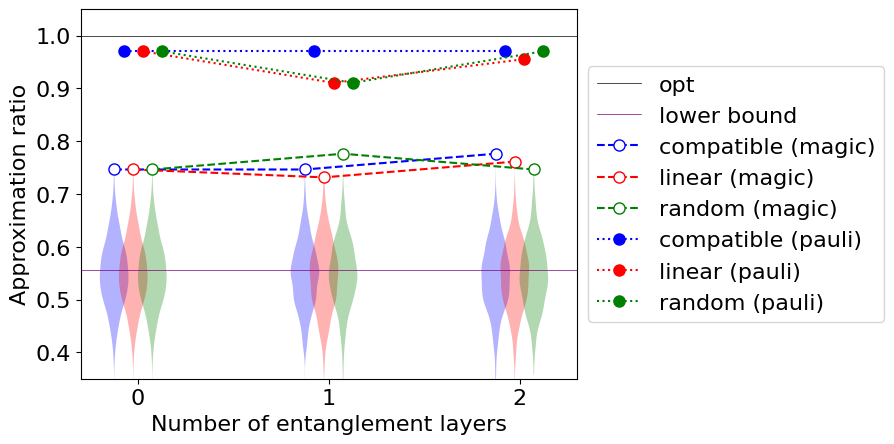 Approximation ratio
1.0
0.9
0.8
0.7
0.6
0.5
0.4
0
1
2
Number of entanglement layers
opt
lower bound
compatible (magic)
linear (magic)
random (magic)
compatible (pauli)
linear (pauli)
random (pauli)